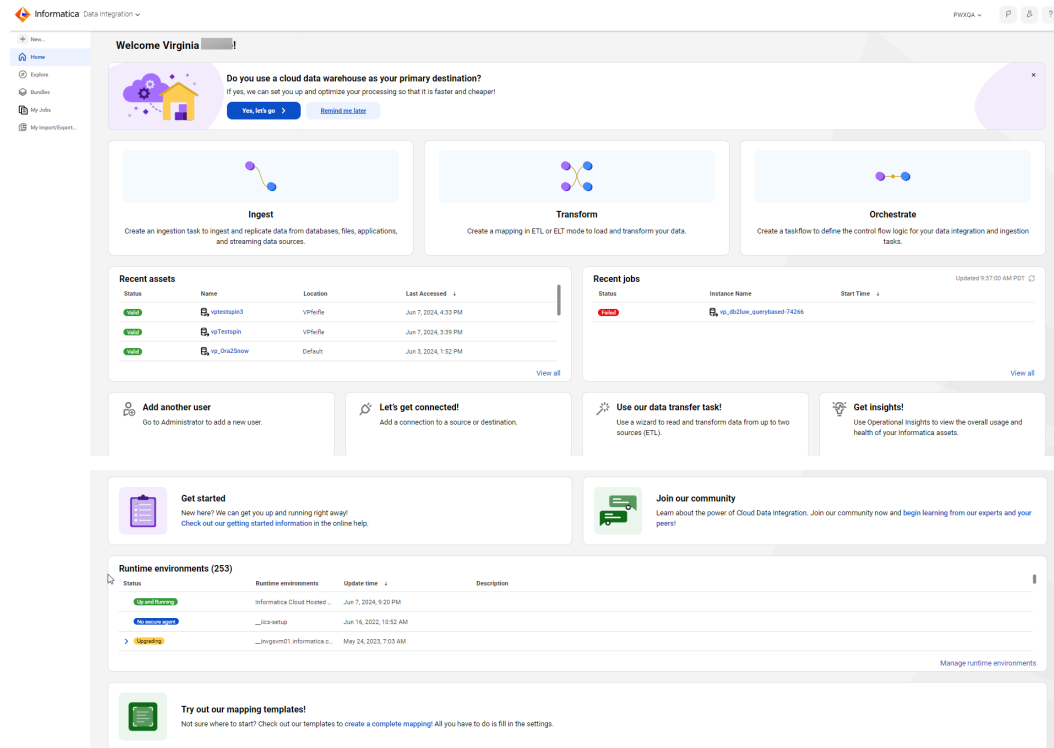 Informatica Data Integration
PWXQA
?
New...
Home
Explore
Bundles
My Jobs
My Import/Export...
Welcome Virginia !
Do you use a cloud data warehouse as your primary destination?
If yes, we can set you up and optimize your processing so that it is faster and cheaper!
Yes, let's go
Remind me later
Ingest
Create an ingestion task to ingest and replicate data from databases, files, applications,
and streaming data sources.
Transform
Create a mapping in ETL or ELT mode to load and transform your data.
Orchestrate
Create a taskflow to define the control flow logic for your data integration and ingestion
tasks.
Recent assets
Status Name Location Last Accessed ↓
Valid vptestspin3 VPfeifle Jun 7, 2024, 4:33 PM
Valid vpTestspin VPfeifle Jun 7, 2024, 3:39 PM
Valid vp_Ora2Snow Default Jun 3, 2024, 1:52 PM
View all
Recent jobs
Updated 9:37:00 AM PDT
Status Instance Name Start Time ↓
Failed vp_db2luw_querybased-74266
View all
Add another user
Go to Administrator to add a new user.
Let's get connected!
Add a connection to a source or destination.
Use our data transfer task!
Use a wizard to read and transform data from up to two
sources (ETL).
Get insights!
Use Operational Insights to view the overall usage and
health of your Informatica assets.
Get started
New here? We can get you up and running right away!
Check out our getting started information in the online help.
Join our community
Learn about the power of Cloud Data Integration. Join our community now and begin learning from our experts and your
peers!
Runtime environments (253)
Status Runtime environments Update time ↓ Description
Up and Running Informatica Cloud Hosted ... Jun 7, 2024, 9:20 PM
No secure agent __iics-setup Jun 16, 2022, 10:52 AM
Upgrading __invgsvm01.informatica.c... May 24, 2023, 7:03 AM
Manage runtime environments
Try out our mapping templates!
Not sure where to start? Check out our templates to create a complete mapping! All you have to do is fill in the settings.